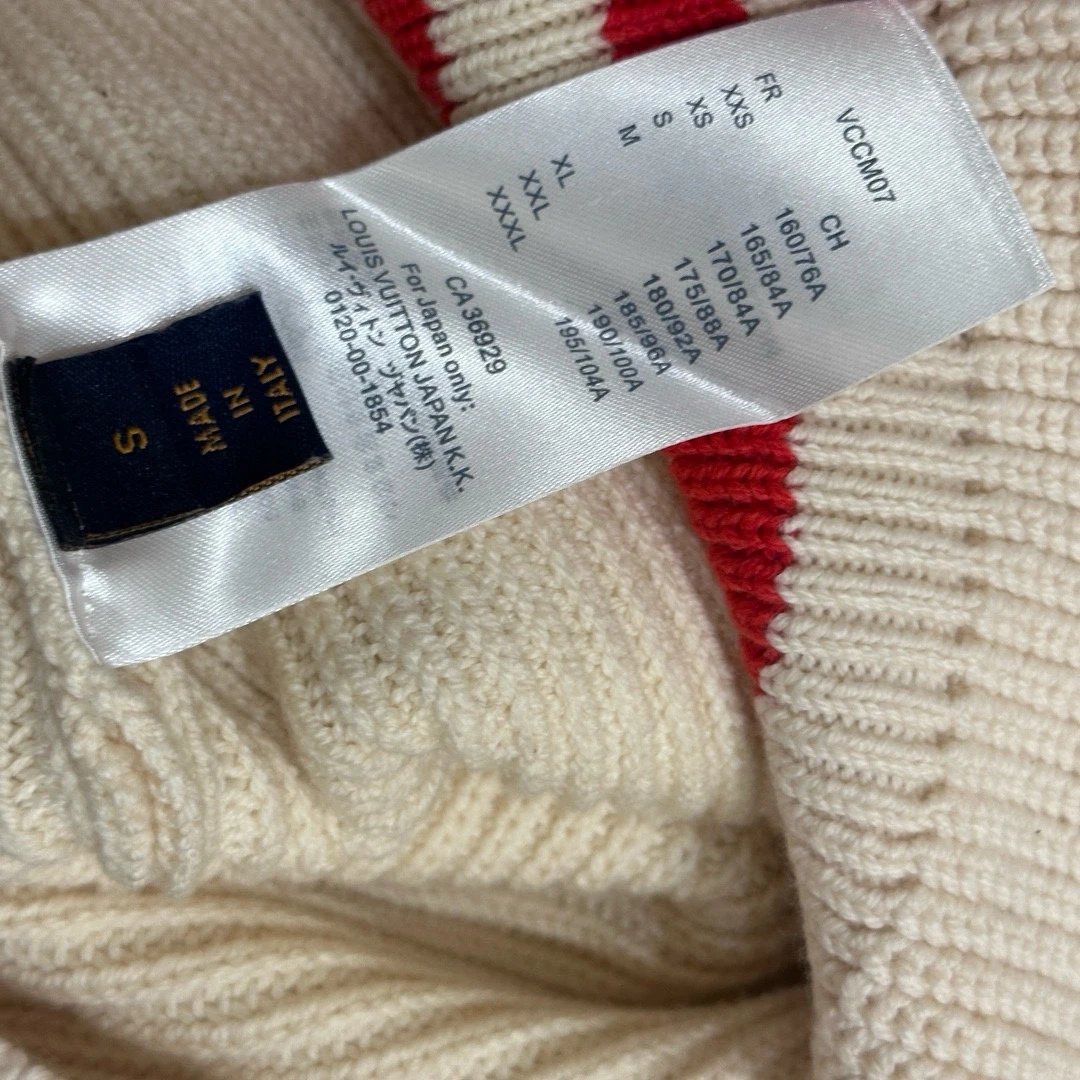 VCCM07
FR CH
XXS 160/76A
XS 165/84A
S 170/84A
M 175/88A
180/92A
XL 185/96A
XXL 190/100A
XXXL 195/104A
CA 36929
For Japan only:
LOUIS VUITTON JAPAN K.K.
ルイ・ヴィトン ヅヤパン(株)
0120-00-1854
S
MADE
IN
ITALY